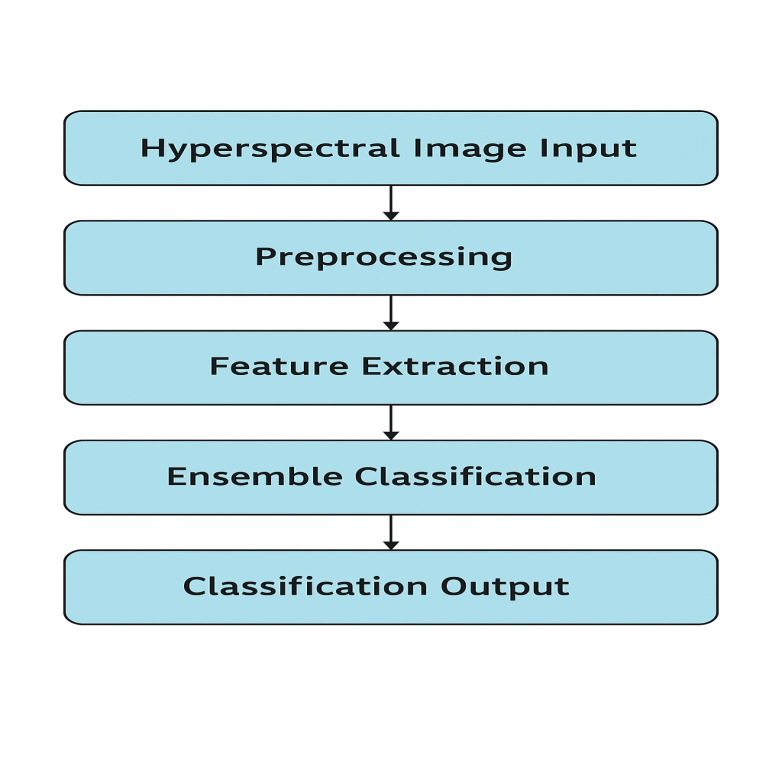 Hyperspectral Image Input
Preprocessing
Feature Extraction
Ensemble Classification
Classification Output